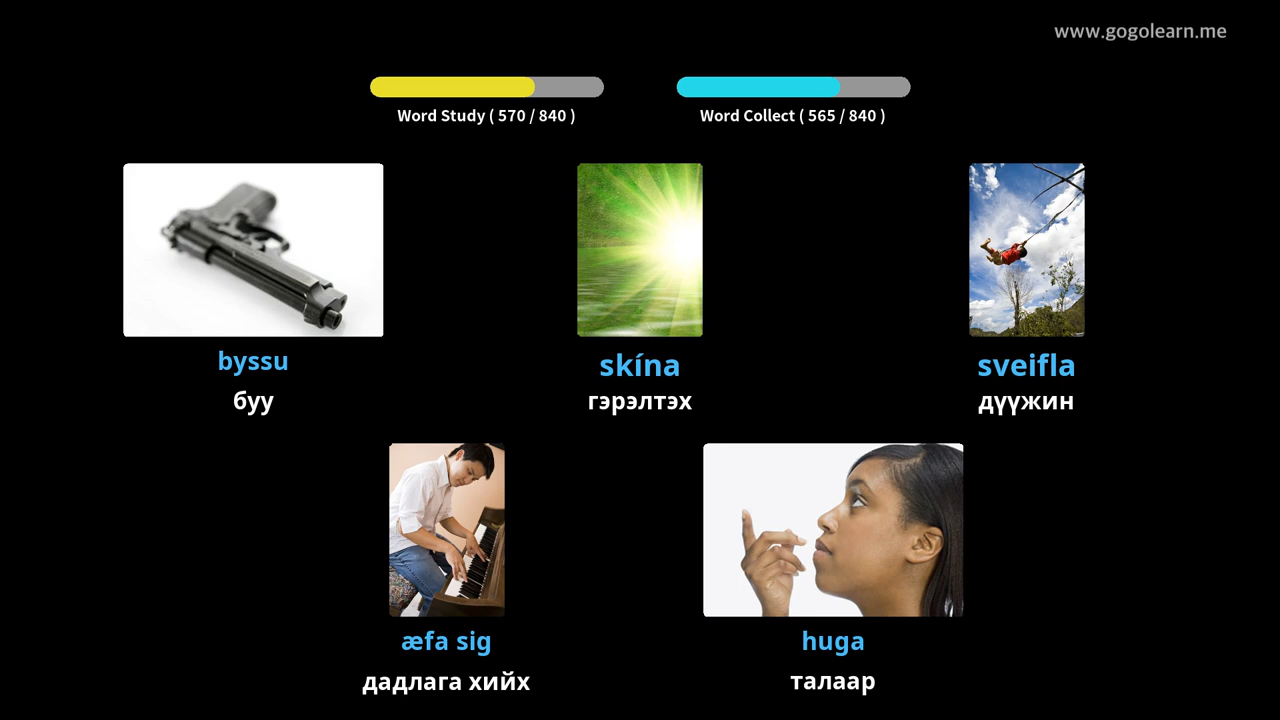 www.gogolearn.me
Word Study ( 570 / 840 )
Word Collect ( 565 / 840 )
byssu
буу
skína
гэрэлтэх
sveifla
дүүжин
æfa sig
дадлага хийх
huga
талаар